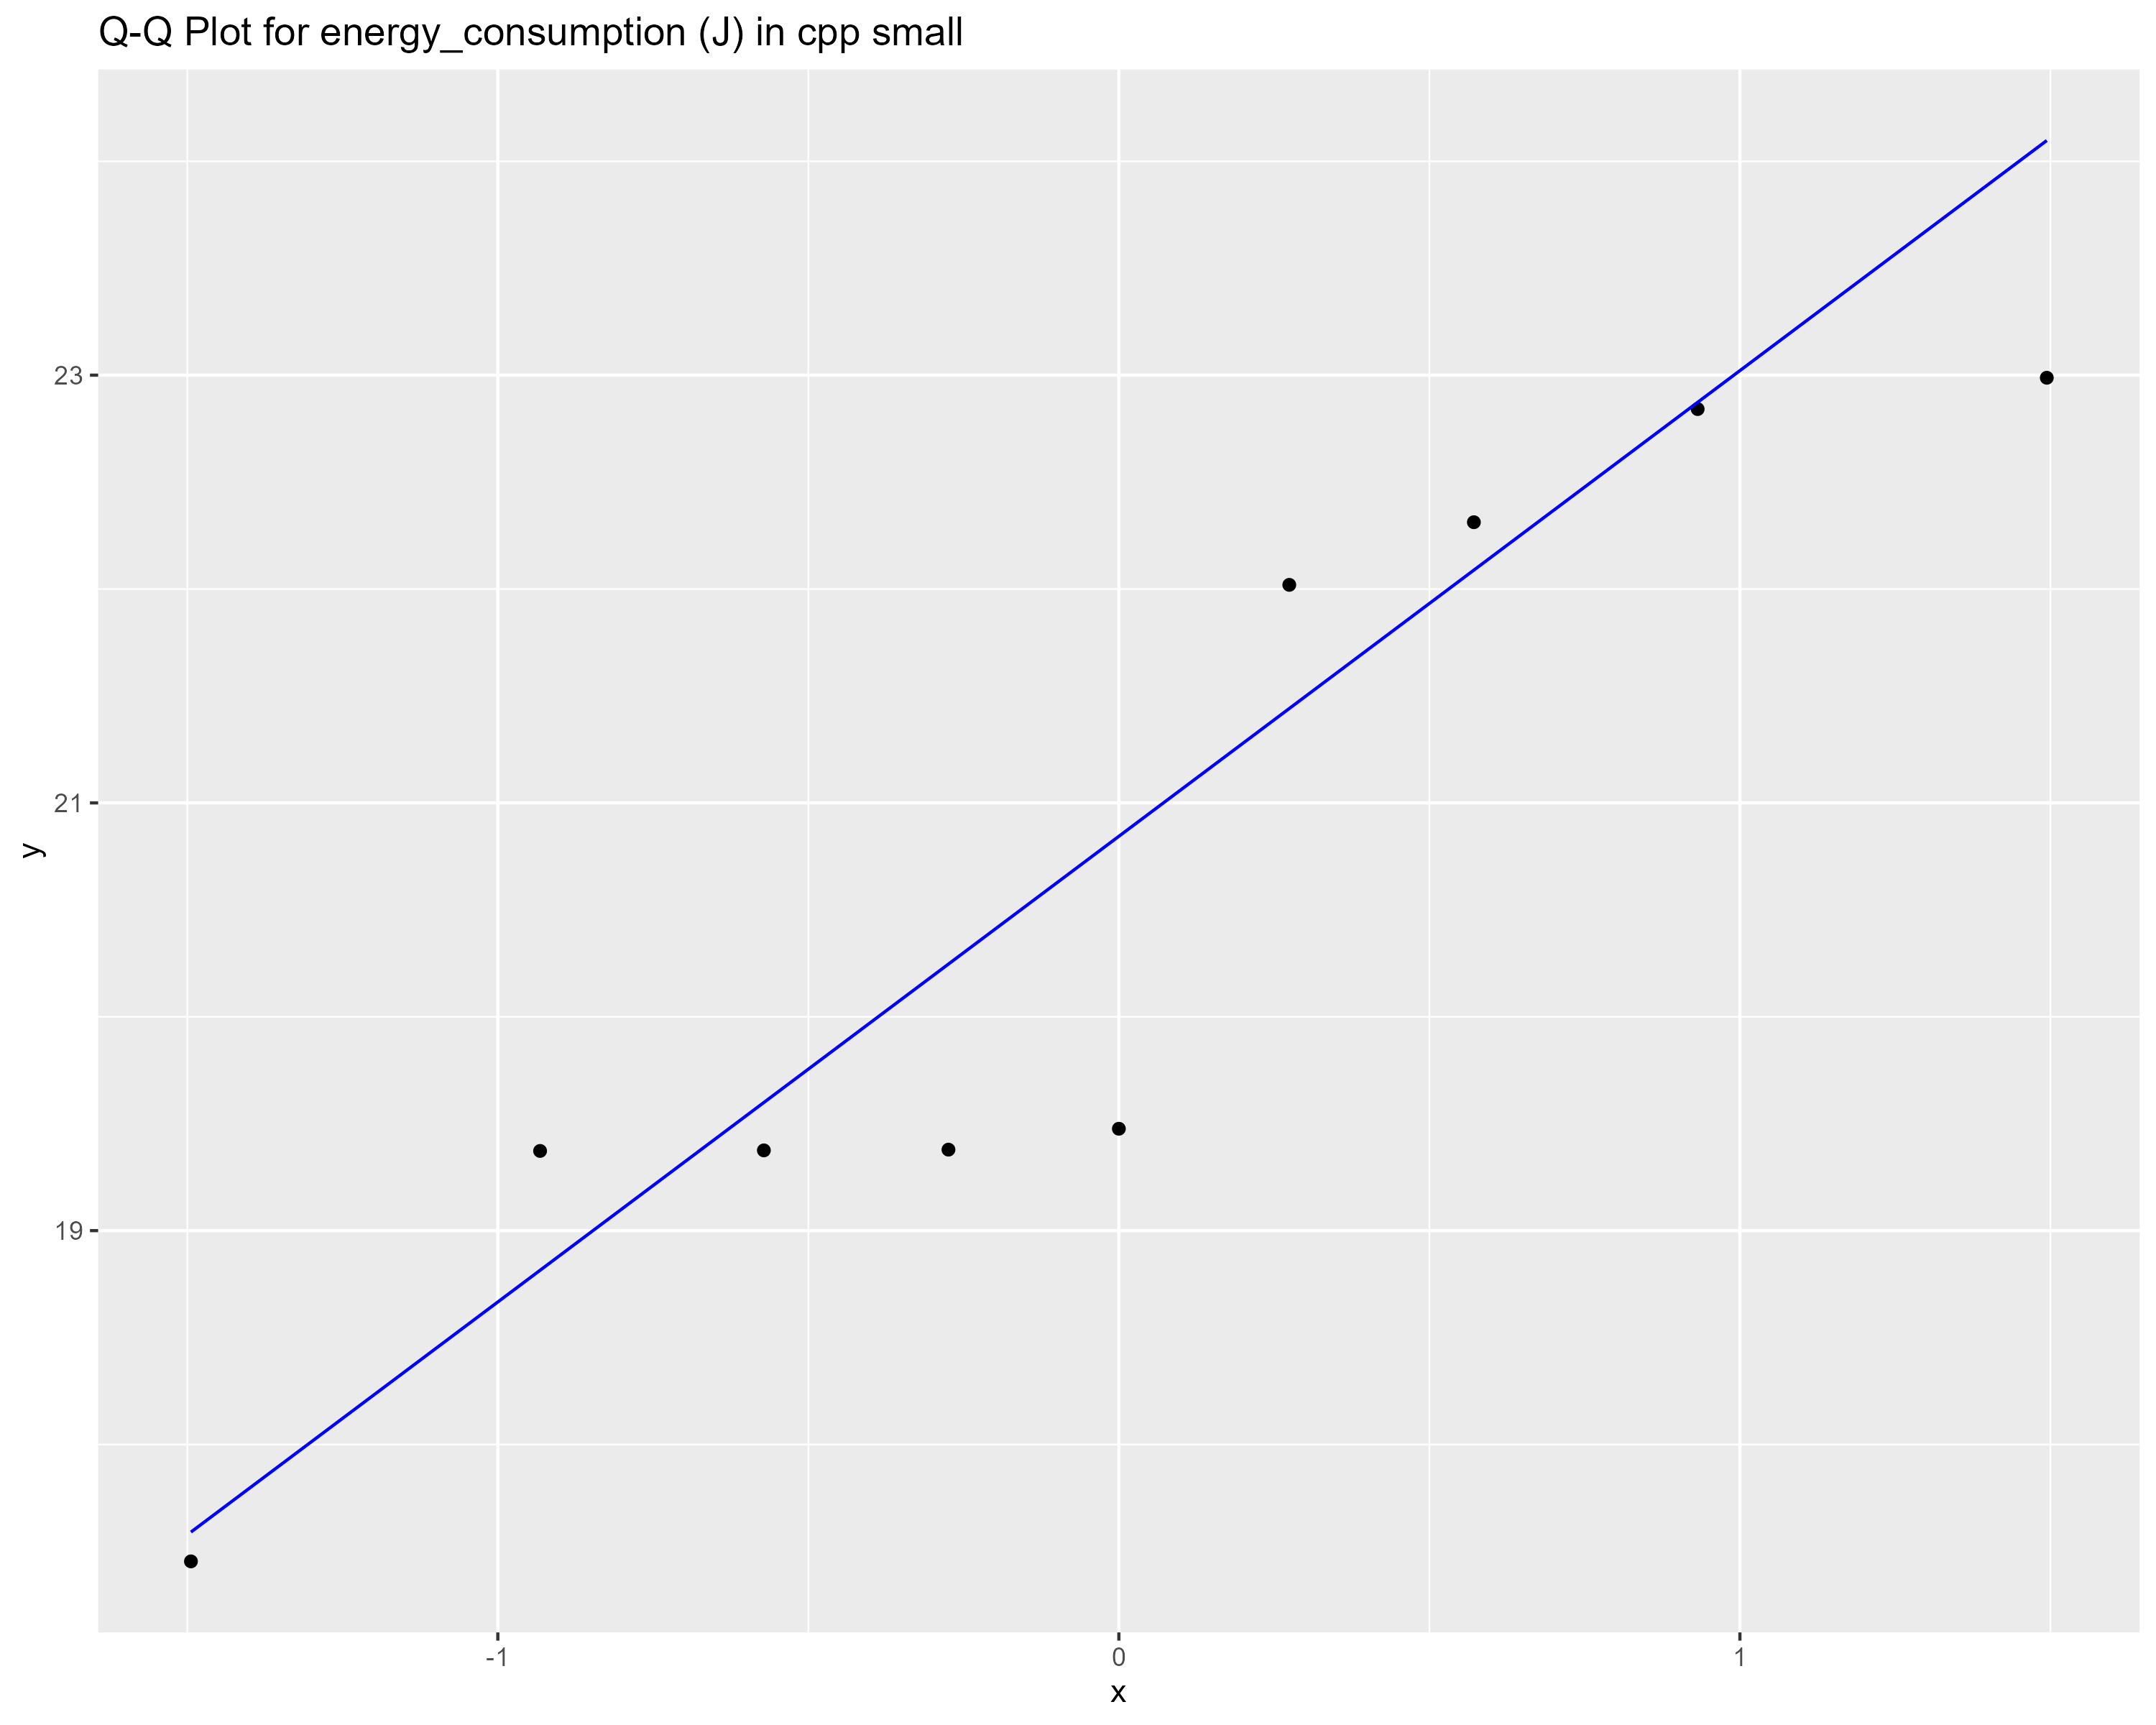 Q-Q Plot for energy_consumption (J) in cpp small
23
21
19
y
-1
0
1
x